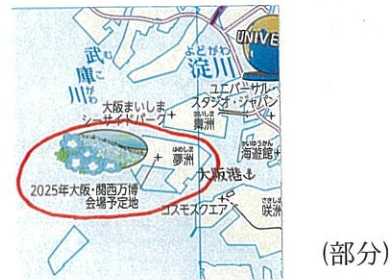 武庫川
むこがわ
よどがわ
淀川
UNIVE
ユニバーサル・
スタジオ・ジャパン
大阪まいしま
シーサイドパーク
まいしま
舞洲
ゆめしま
夢洲
かいゆうかん
海遊館
大阪港
2025年大阪・関西万博
会場予定地
コスモスクエア
さきし
咲洲
(部分)